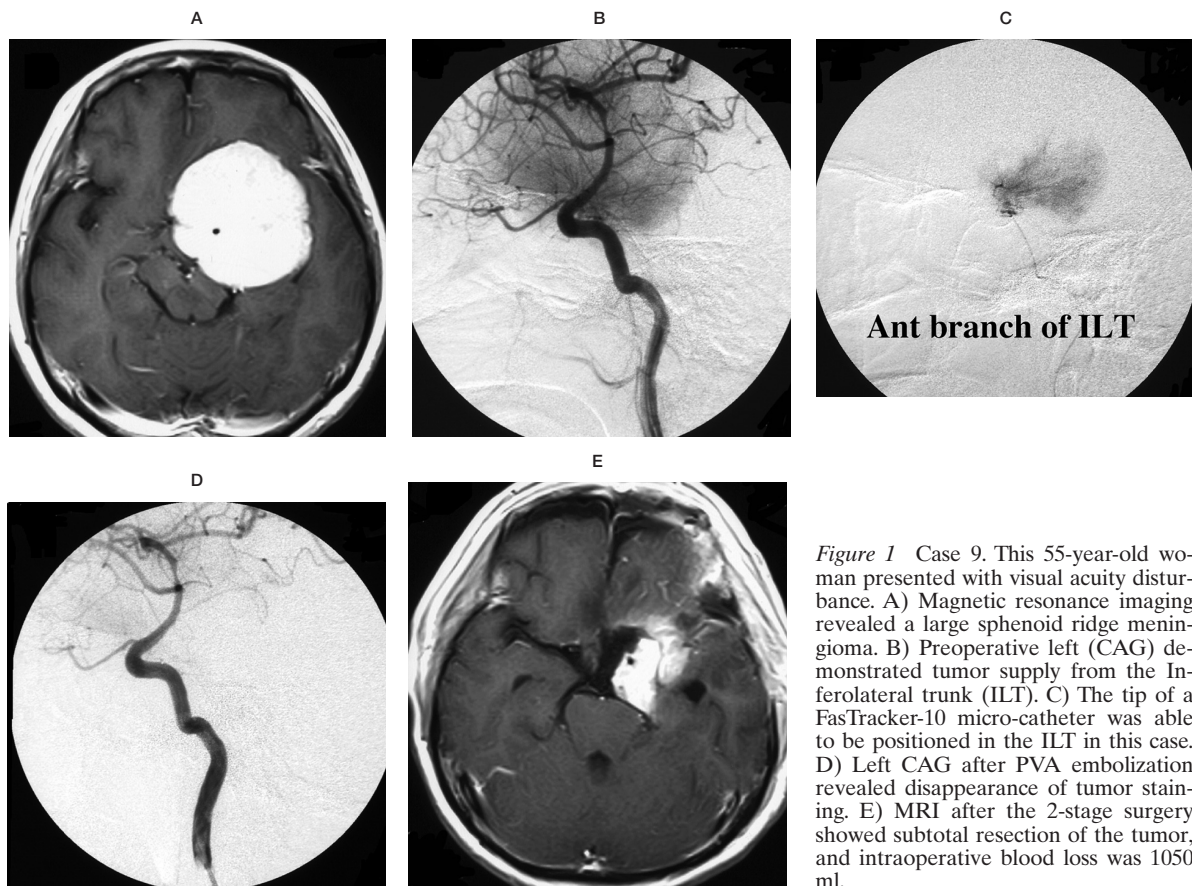 A
B
C
Ant branch of ILT
D
E
Figure 1 Case 9. This 55-year-old wo-
man presented with visual acuity distur-
bance. A) Magnetic resonance imaging
revealed a large sphenoid ridge menin-
gioma. B) Preoperative left (CAG) de-
monstrated tumor supply from the In-
ferolateral trunk (ILT). C) The tip of a
FasTracker-10 micro-catheter was able
to be positioned in the ILT in this case.
D) Left CAG after PVA embolization
revealed disappearance of tumor stain-
ing. E) MRI after the 2-stage surgery
showed subtotal resection of the tumor,
and intraoperative blood loss was 1050
ml.